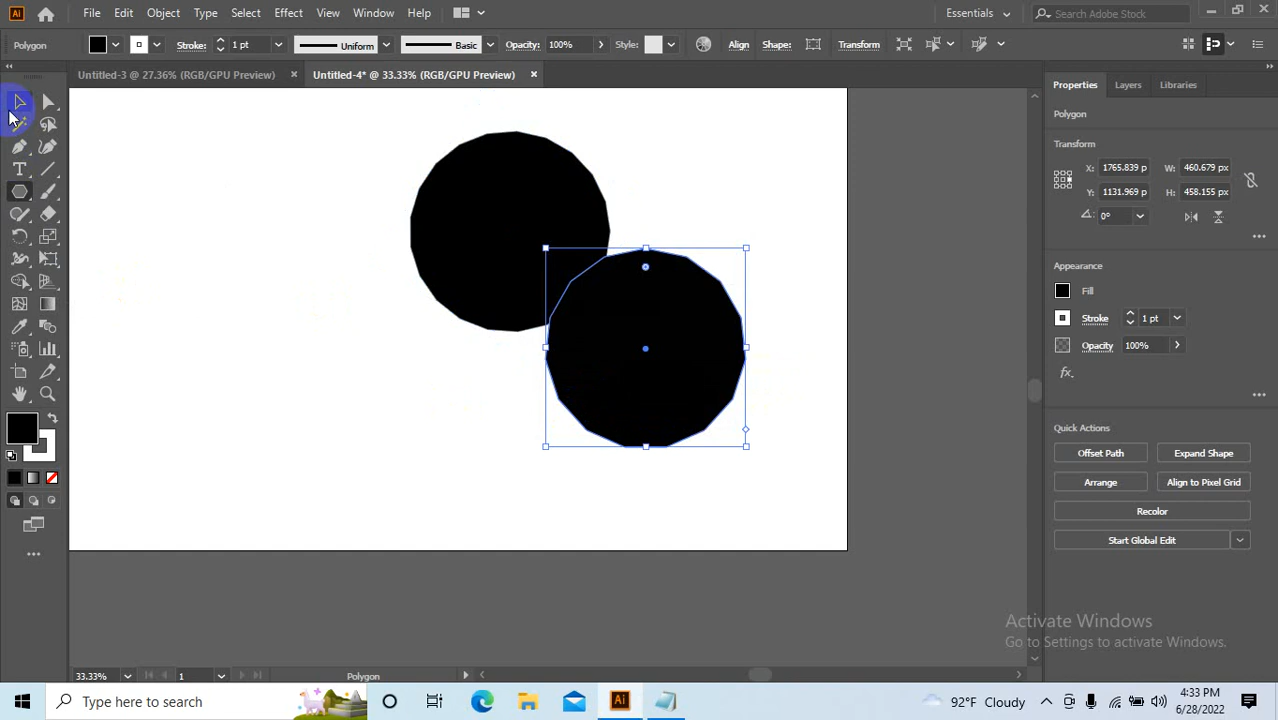 Ai File Edit Object Type Select Effect View Window Help Essentials Search Adobe Stock
Polygon Stroke: 1 pt Uniform Basic Opacity: 100% Style: Align Shape: Transform
Untitled-3 @ 27.36% (RGB/GPU Preview) Untitled-4* @ 33.33% (RGB/GPU Preview)
Properties Layers Libraries
Polygon
Transform
X: 1765.839 p W: 460.679 px
Y: 1131.969 p H: 458.155 px
0°
Appearance
Fill
Stroke 1 pt
Opacity 100%
fx
Quick Actions
Offset Path Expand Shape
Arrange Align to Pixel Grid
Recolor
Start Global Edit
Activate Windows
Go to Settings to activate Windows.
33.33% 1 Polygon
Type here to search Ai 92°F Cloudy 4:33 PM
6/28/2022